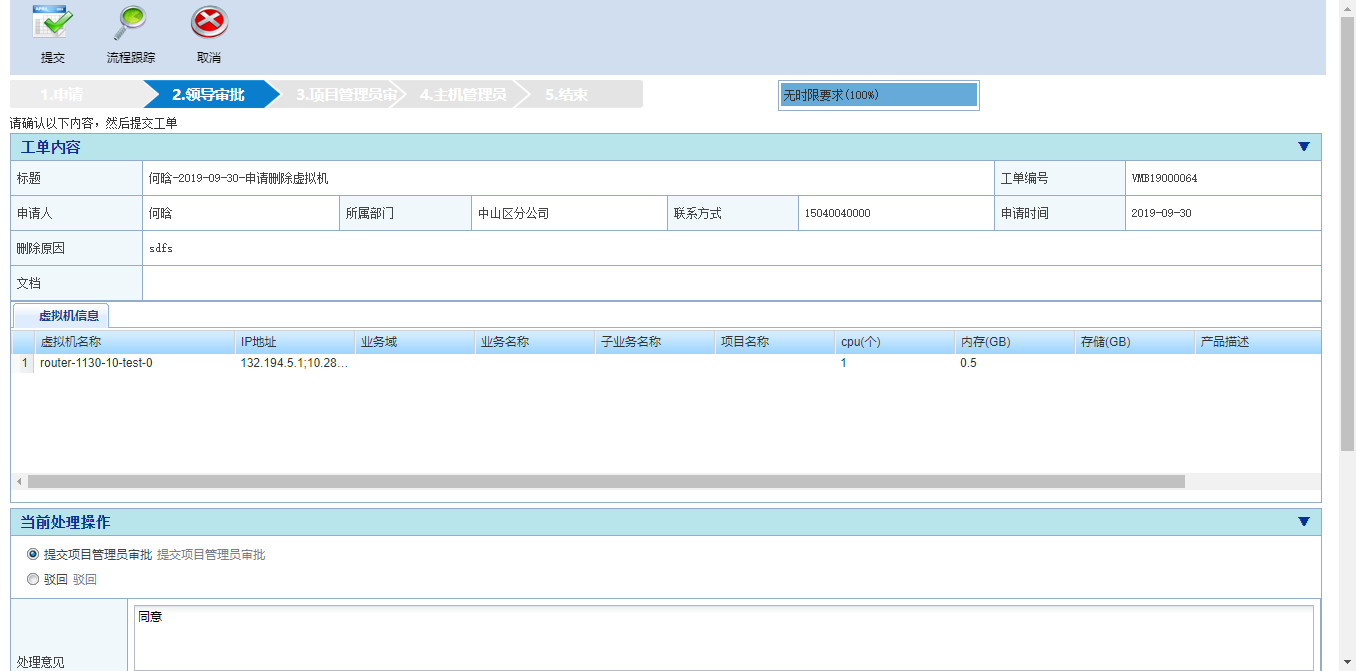 提交 流程跟踪 取消
1.申请 2.领导审批 3.项目管理员审 4.主机管理员 5.结束 无时限要求(100%)
请确认以下内容，然后提交工单
工单内容
标题 何晗-2019-09-30-申请删除虚拟机 工单编号 VMB19000064
申请人 何晗 所属部门 中山区分公司 联系方式 15040040000 申请时间 2019-09-30
删除原因 sdfs
文档
虚拟机信息
虚拟机名称 IP地址 业务域 业务名称 子业务名称 项目名称 cpu(个) 内存(GB) 存储(GB) 产品描述
1 router-1130-10-test-0 132.194.5.1;10.28... 1 0.5
当前处理操作
提交项目管理员审批 提交项目管理员审批
驳回 驳回
同意
处理意见